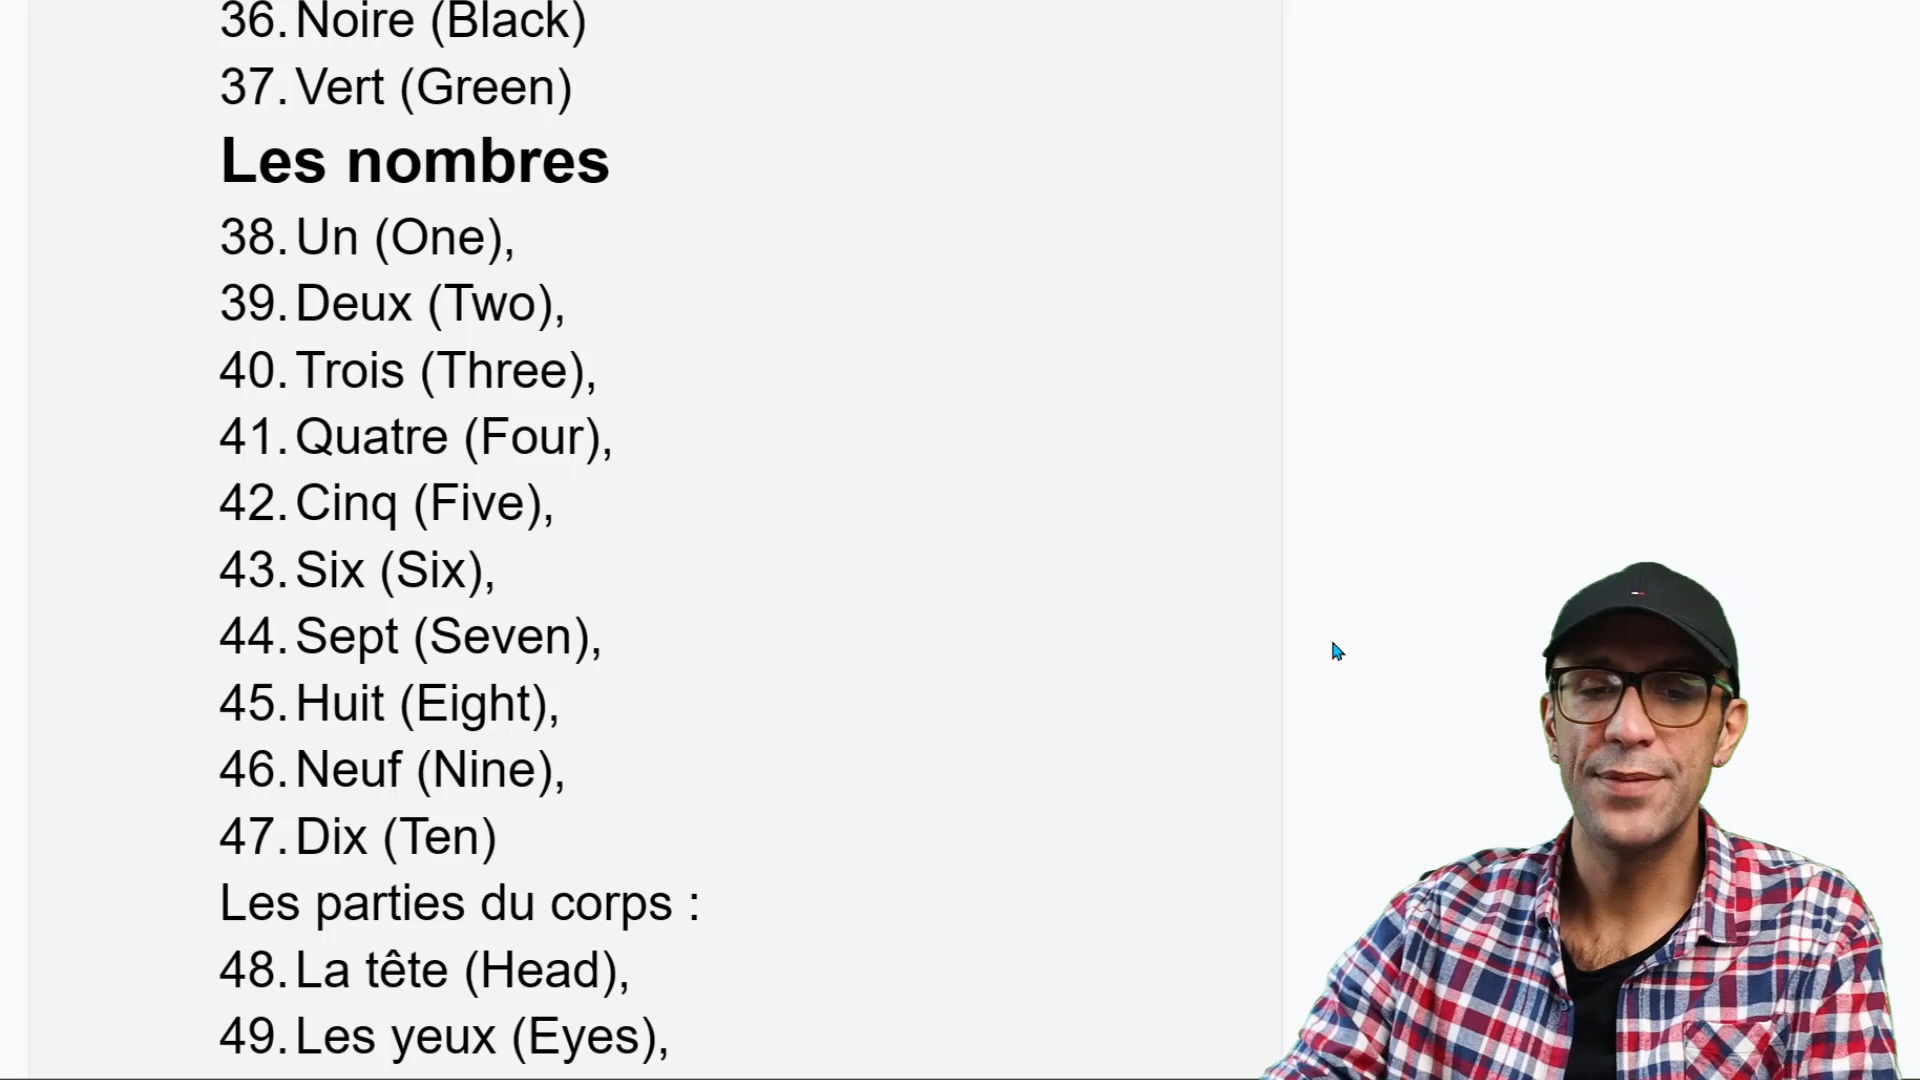 36. Noire (Black)
37. Vert (Green)
Les nombres
38. Un (One),
39. Deux (Two),
40. Trois (Three),
41. Quatre (Four),
42. Cinq (Five),
43. Six (Six),
44. Sept (Seven),
45. Huit (Eight),
46. Neuf (Nine),
47. Dix (Ten)
Les parties du corps :
48. La tête (Head),
49. Les yeux (Eyes),